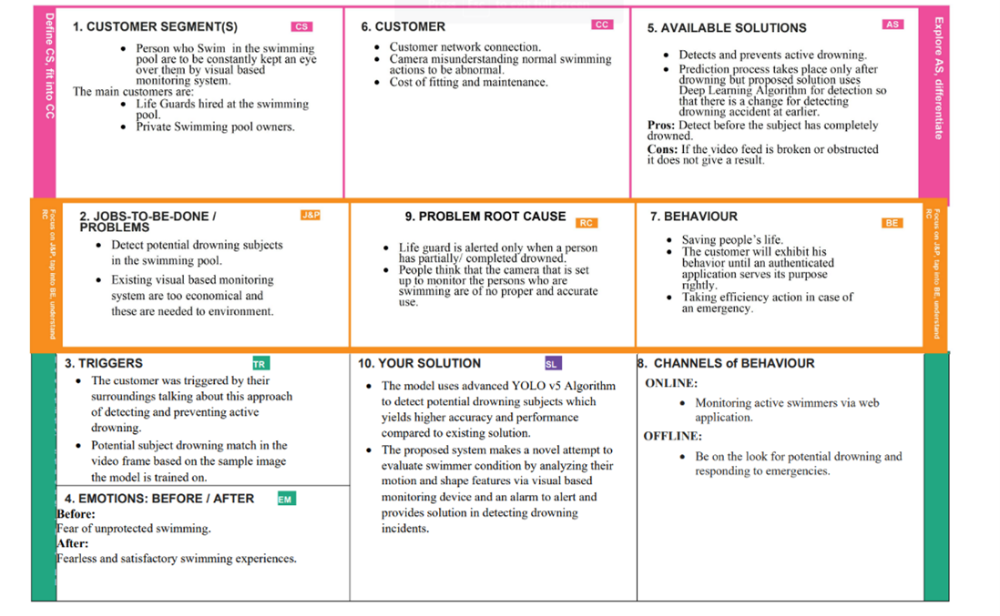 Define CS, fit into CC
1. CUSTOMER SEGMENT(S)
CS
• Person who Swim in the swimming
pool are to be constantly kept an eye
over them by visual based
monitoring system.
The main customers are:
• Life Guards hired at the swimming
pool.
• Private Swimming pool owners.
6. CUSTOMER
CC
• Customer network connection.
• Camera misunderstanding normal swimming
actions to be abnormal.
• Cost of fitting and maintenance.
5. AVAILABLE SOLUTIONS
AS
• Detects and prevents active drowning.
• Prediction process takes place only after
drowning but proposed solution uses
Deep Learning Algorithm for detection so
that there is a change for detecting
drowning accident at earlier.
Pros: Detect before the subject has completely
drowned.
Cons: If the video feed is broken or obstructed
it does not give a result.
Explore AS, differentiate
Focus on J&P, tap into BE, understand
RC
2. JOBS-TO-BE-DONE /
PROBLEMS
J&P
• Detect potential drowning subjects
in the swimming pool.
• Existing visual based monitoring
system are too economical and
these are needed to environment.
9. PROBLEM ROOT CAUSE
RC
• Life guard is alerted only when a person
has partially/ completed drowned.
• People think that the camera that is set
up to monitor the persons who are
swimming are of no proper and accurate
use.
7. BEHAVIOUR
BE
• Saving people's life.
• The customer will exhibit his
behavior until an authenticated
application serves its purpose
rightly.
• Taking efficiency action in case of
an emergency.
Focus on J&P, tap into BE, understand
RC
3. TRIGGERS
TR
• The customer was triggered by their
surroundings talking about this approach
of detecting and preventing active
drowning.
• Potential subject drowning match in the
video frame based on the sample image
the model is trained on.
4. EMOTIONS: BEFORE / AFTER
EM
Before:
Fear of unprotected swimming.
After:
Fearless and satisfactory swimming experiences.
10. YOUR SOLUTION
SL
• The model uses advanced YOLO v5 Algorithm
to detect potential drowning subjects which
yields higher accuracy and performance
compared to existing solution.
• The proposed system makes a novel attempt to
evaluate swimmer condition by analyzing their
motion and shape features via visual based
monitoring device and an alarm to alert and
provides solution in detecting drowning
incidents.
8. CHANNELS of BEHAVIOUR
ONLINE:
• Monitoring active swimmers via web
application.
OFFLINE:
• Be on the look for potential drowning and
responding to emergencies.